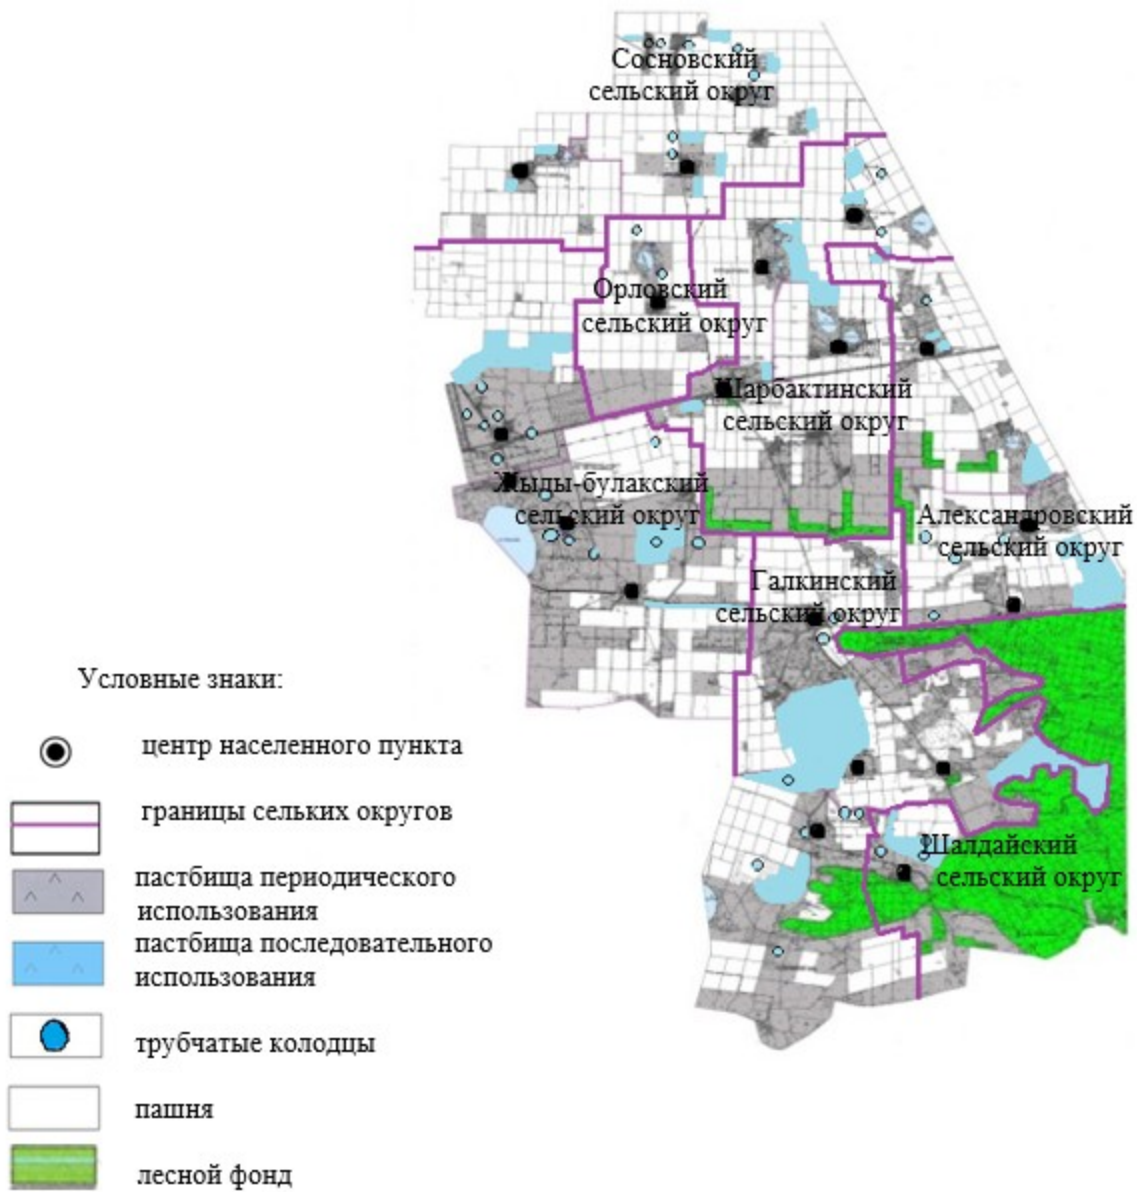 Сосновский
сельский округ
Орловский
сельский округ
Шарбактинский
сельский округ
Жыды-булакский
сельский округ
Александровский
сельский округ
Галкинский
сельский округ
Шалдайский
сельский округ
Условные знаки:
центр населенного пункта
границы сельких округов
пастбища периодического
использования
пастбища последовательного
использования
трубчатые колодцы
пашня
лесной фонд